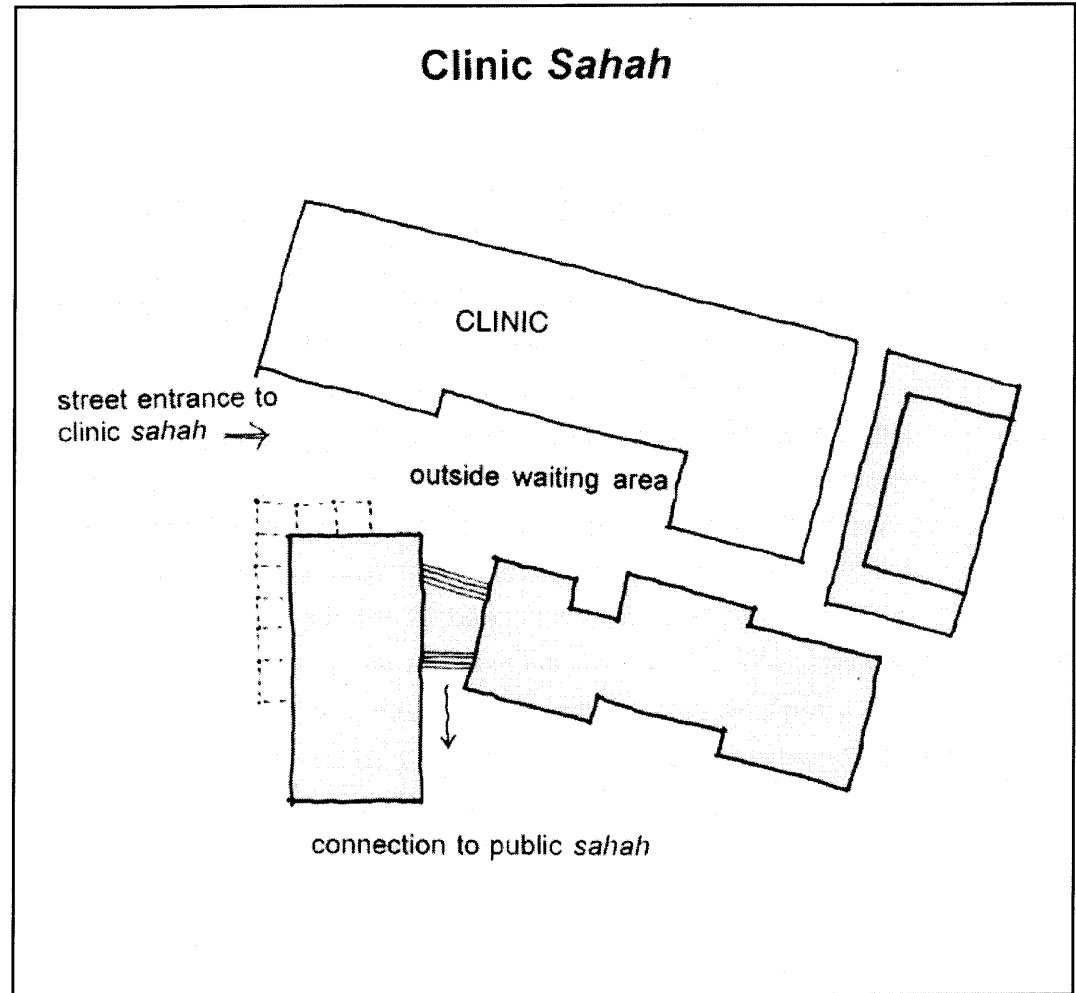 Clinic Sahah
CLINIC
street entrance to
clinic sahah
outside waiting area
connection to public sahah